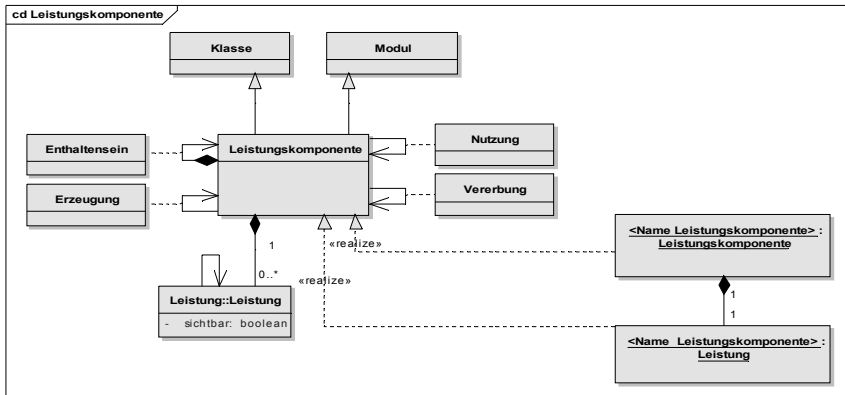 cd Leistungskomponente
Klasse
Modul
Enthaltensein
Leistungskomponente
Nutzung
Erzeugung
Vererbung
<Name Leistungskomponente> :
Leistungskomponente
1
«realize»
0..*
«realize»
Leistung::Leistung
- sichtbar: boolean
1
1
<Name Leistungskomponente> :
Leistung